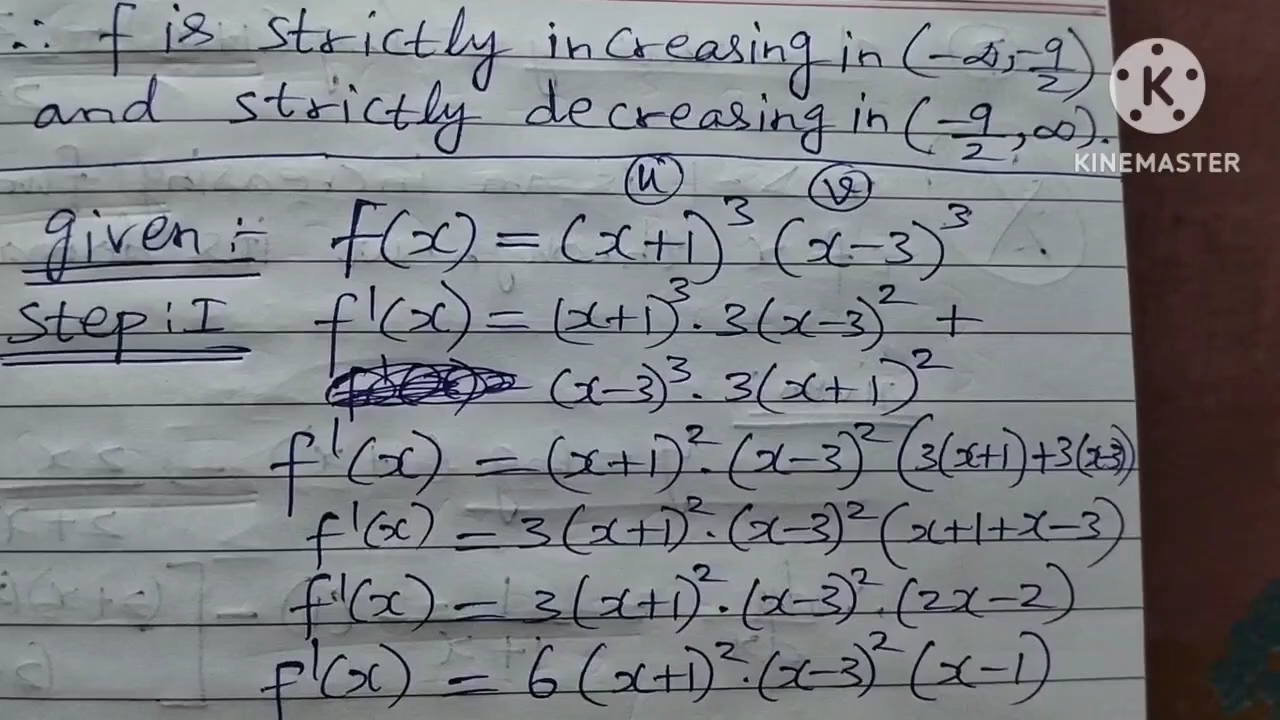 ∴ f is strictly increasing in (-∞, -9/2)
and strictly decreasing in (-9/2, ∞).
K
KINEMASTER
u v
given :- f(x) = (x+1)³ (x-3)³
step: I f'(x) = (x+1)³ . 3(x-3)² +
(x-3)³ . 3(x+1)²
f'(x) = (x+1)² . (x-3)² (3(x+1)+3(x-3))
f'(x) = 3(x+1)² . (x-3)² (x+1+x-3)
f'(x) = 3(x+1)² . (x-3)² . (2x-2)
f'(x) = 6(x+1)² . (x-3)² (x-1)